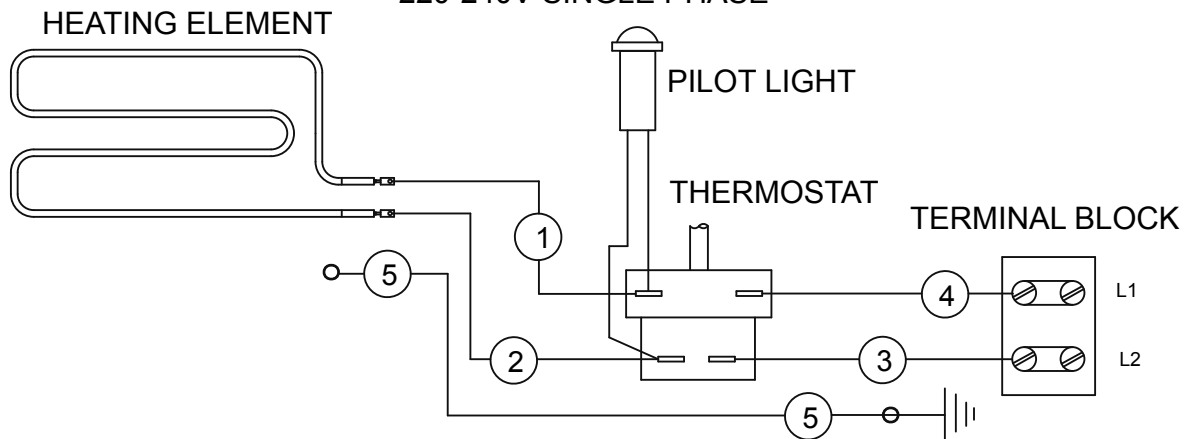 HEATING ELEMENT
PILOT LIGHT
THERMOSTAT
TERMINAL BLOCK
1
5
4
L1
2
3
L2
5